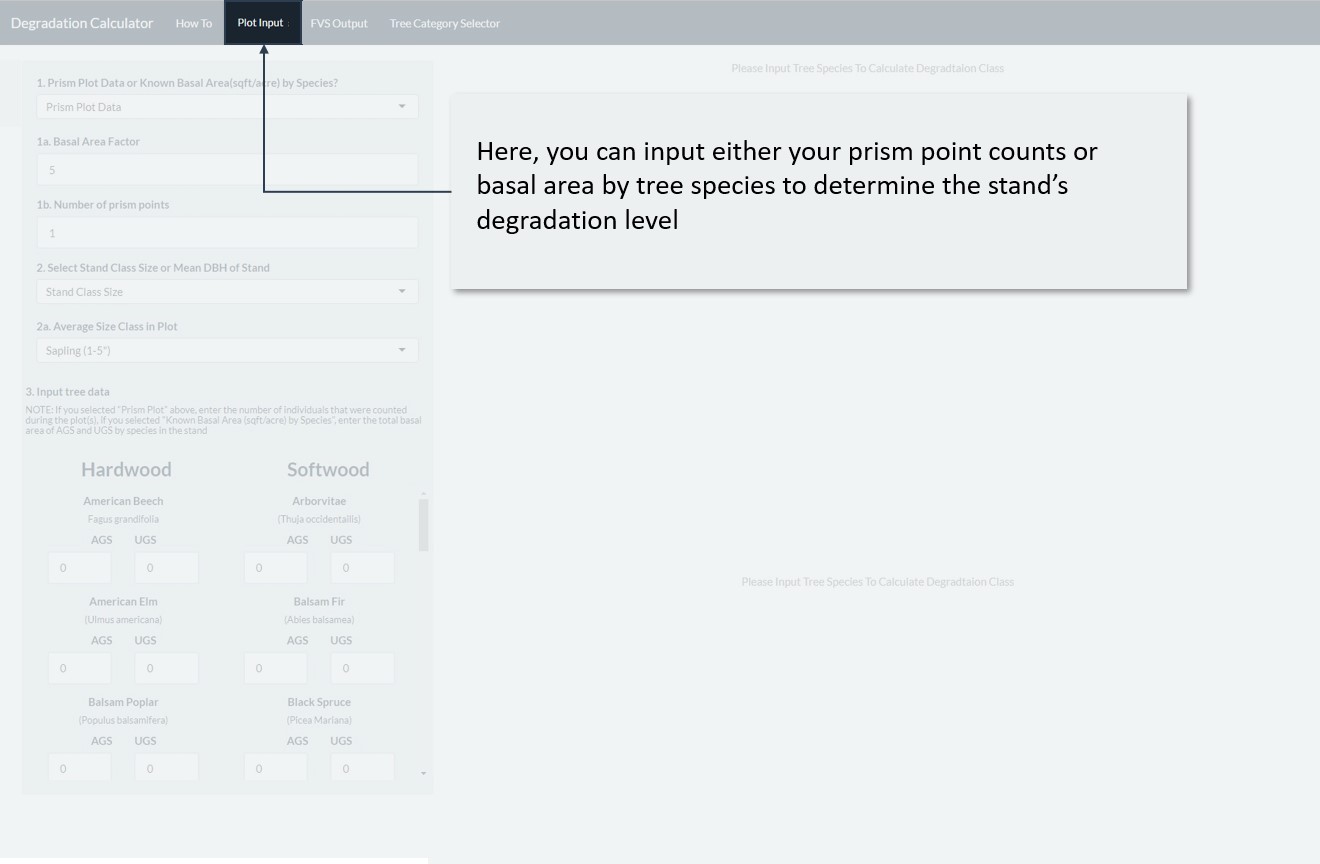 Degradation Calculator How To Plot Input FVS Output Tree Category Selector
Please Input Tree Species To Calculate Degradtaion Class
1. Prism Plot Data or Known Basal Area(sqft/acre) by Species?
Prism Plot Data
1a. Basal Area Factor
5
1b. Number of prism points
1
2. Select Stand Class Size or Mean DBH of Stand
Stand Class Size
2a. Average Size Class in Plot
Sapling (1-5")
Here, you can input either your prism point counts or
basal area by tree species to determine the stand's
degradation level
3. Input tree data
NOTE: If you selected "Prism Plot" above, enter the number of individuals that were counted
during the plot(s), if you selected "Known Basal Area (sqft/acre) by Species", enter the total basal
area of AGS and UGS by species in the stand
Hardwood Softwood
American Beech Arborvitae
Fagus grandifolia (Thuja occidentailis)
AGS UGS AGS UGS
0 0 0 0
American Elm Balsam Fir
(Ulmus americana) (Abies balsamea)
AGS UGS AGS UGS
0 0 0 0
Balsam Poplar Black Spruce
(Populus balsamifera) (Picea Mariana)
AGS UGS AGS UGS
0 0 0 0
Please Input Tree Species To Calculate Degradtaion Class